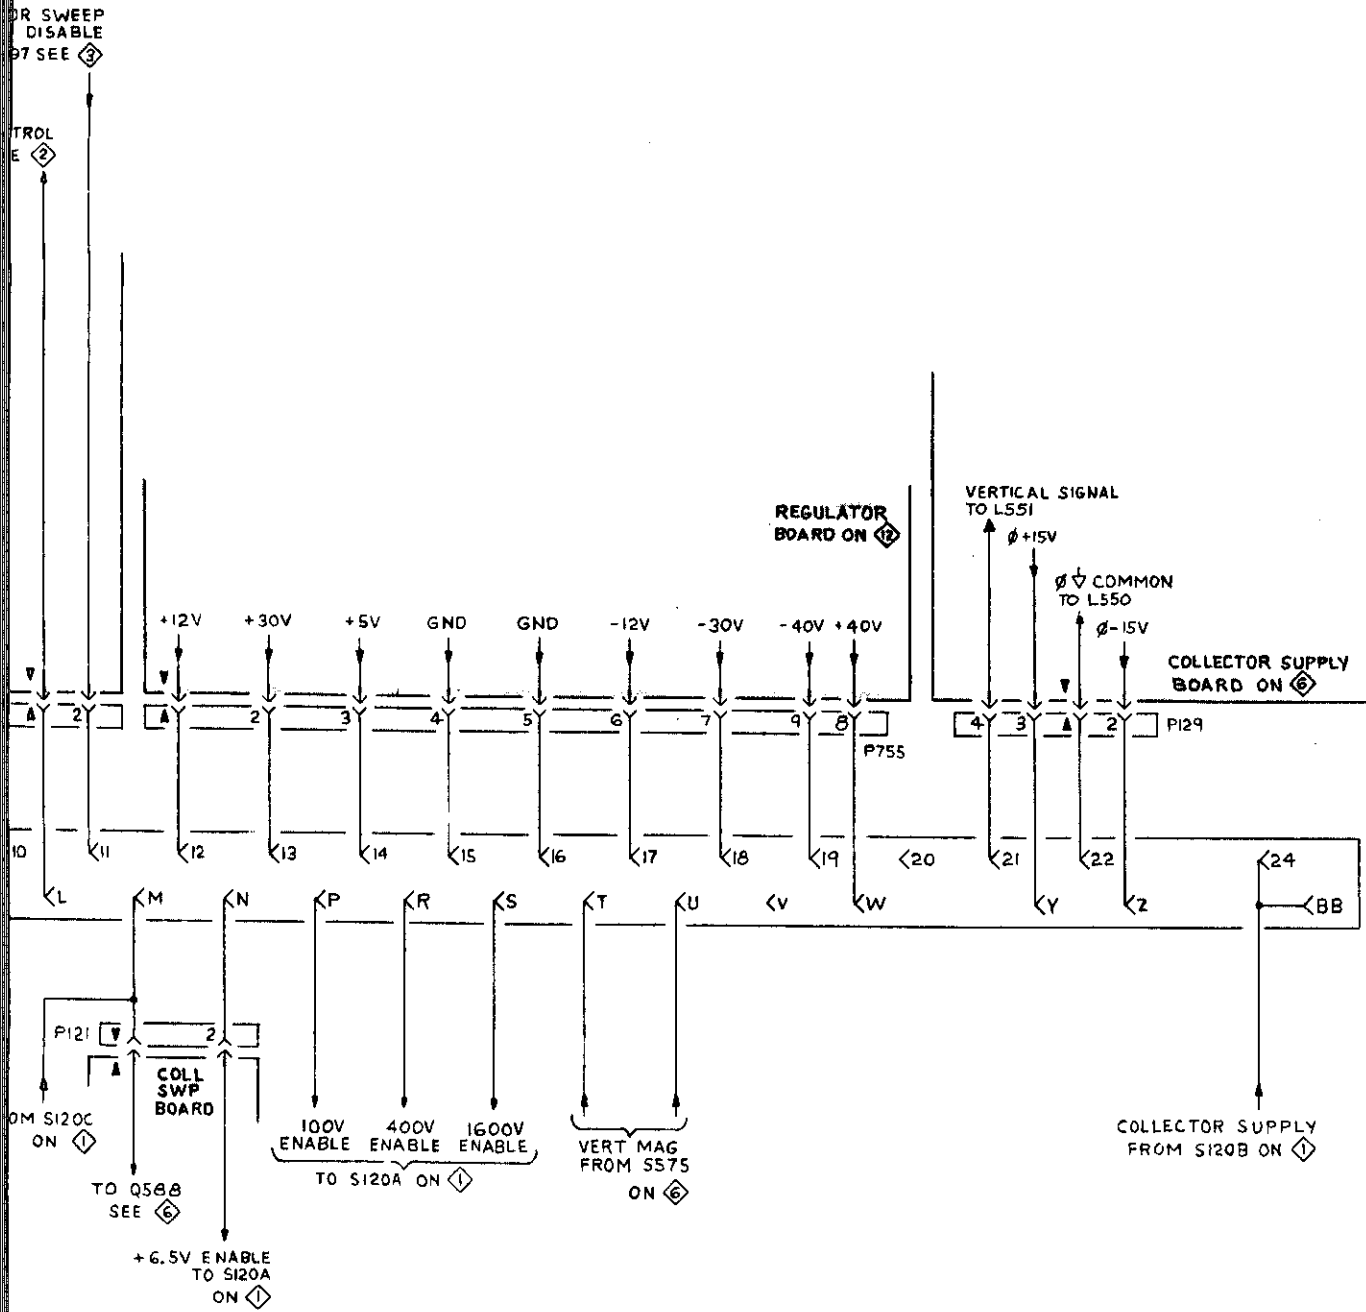 OR SWEEP
DISABLE
97 SEE 3
TROL
E 2
REGULATOR
BOARD ON 12
VERTICAL SIGNAL
TO L551
ø+15V
ø COMMON
TO L550
ø-15V
COLLECTOR SUPPLY
BOARD ON 6
+12V +30V +5V GND GND -12V -30V -40V +40V
2 2 3 4 5 6 7 9 8 4 3 2 P129
P755
10 11 12 13 14 15 16 17 18 19 20 21 22 24
L M N P R S T U V W Y Z BB
P121 2
COLL
SWP
BOARD
OM S120C
ON 1
TO Q588
SEE 6
+6.5V ENABLE
TO S120A
ON 1
100V
ENABLE
400V
ENABLE
1600V
ENABLE
TO S120A ON 1
VERT MAG
FROM S575
ON 6
COLLECTOR SUPPLY
FROM S120B ON 1